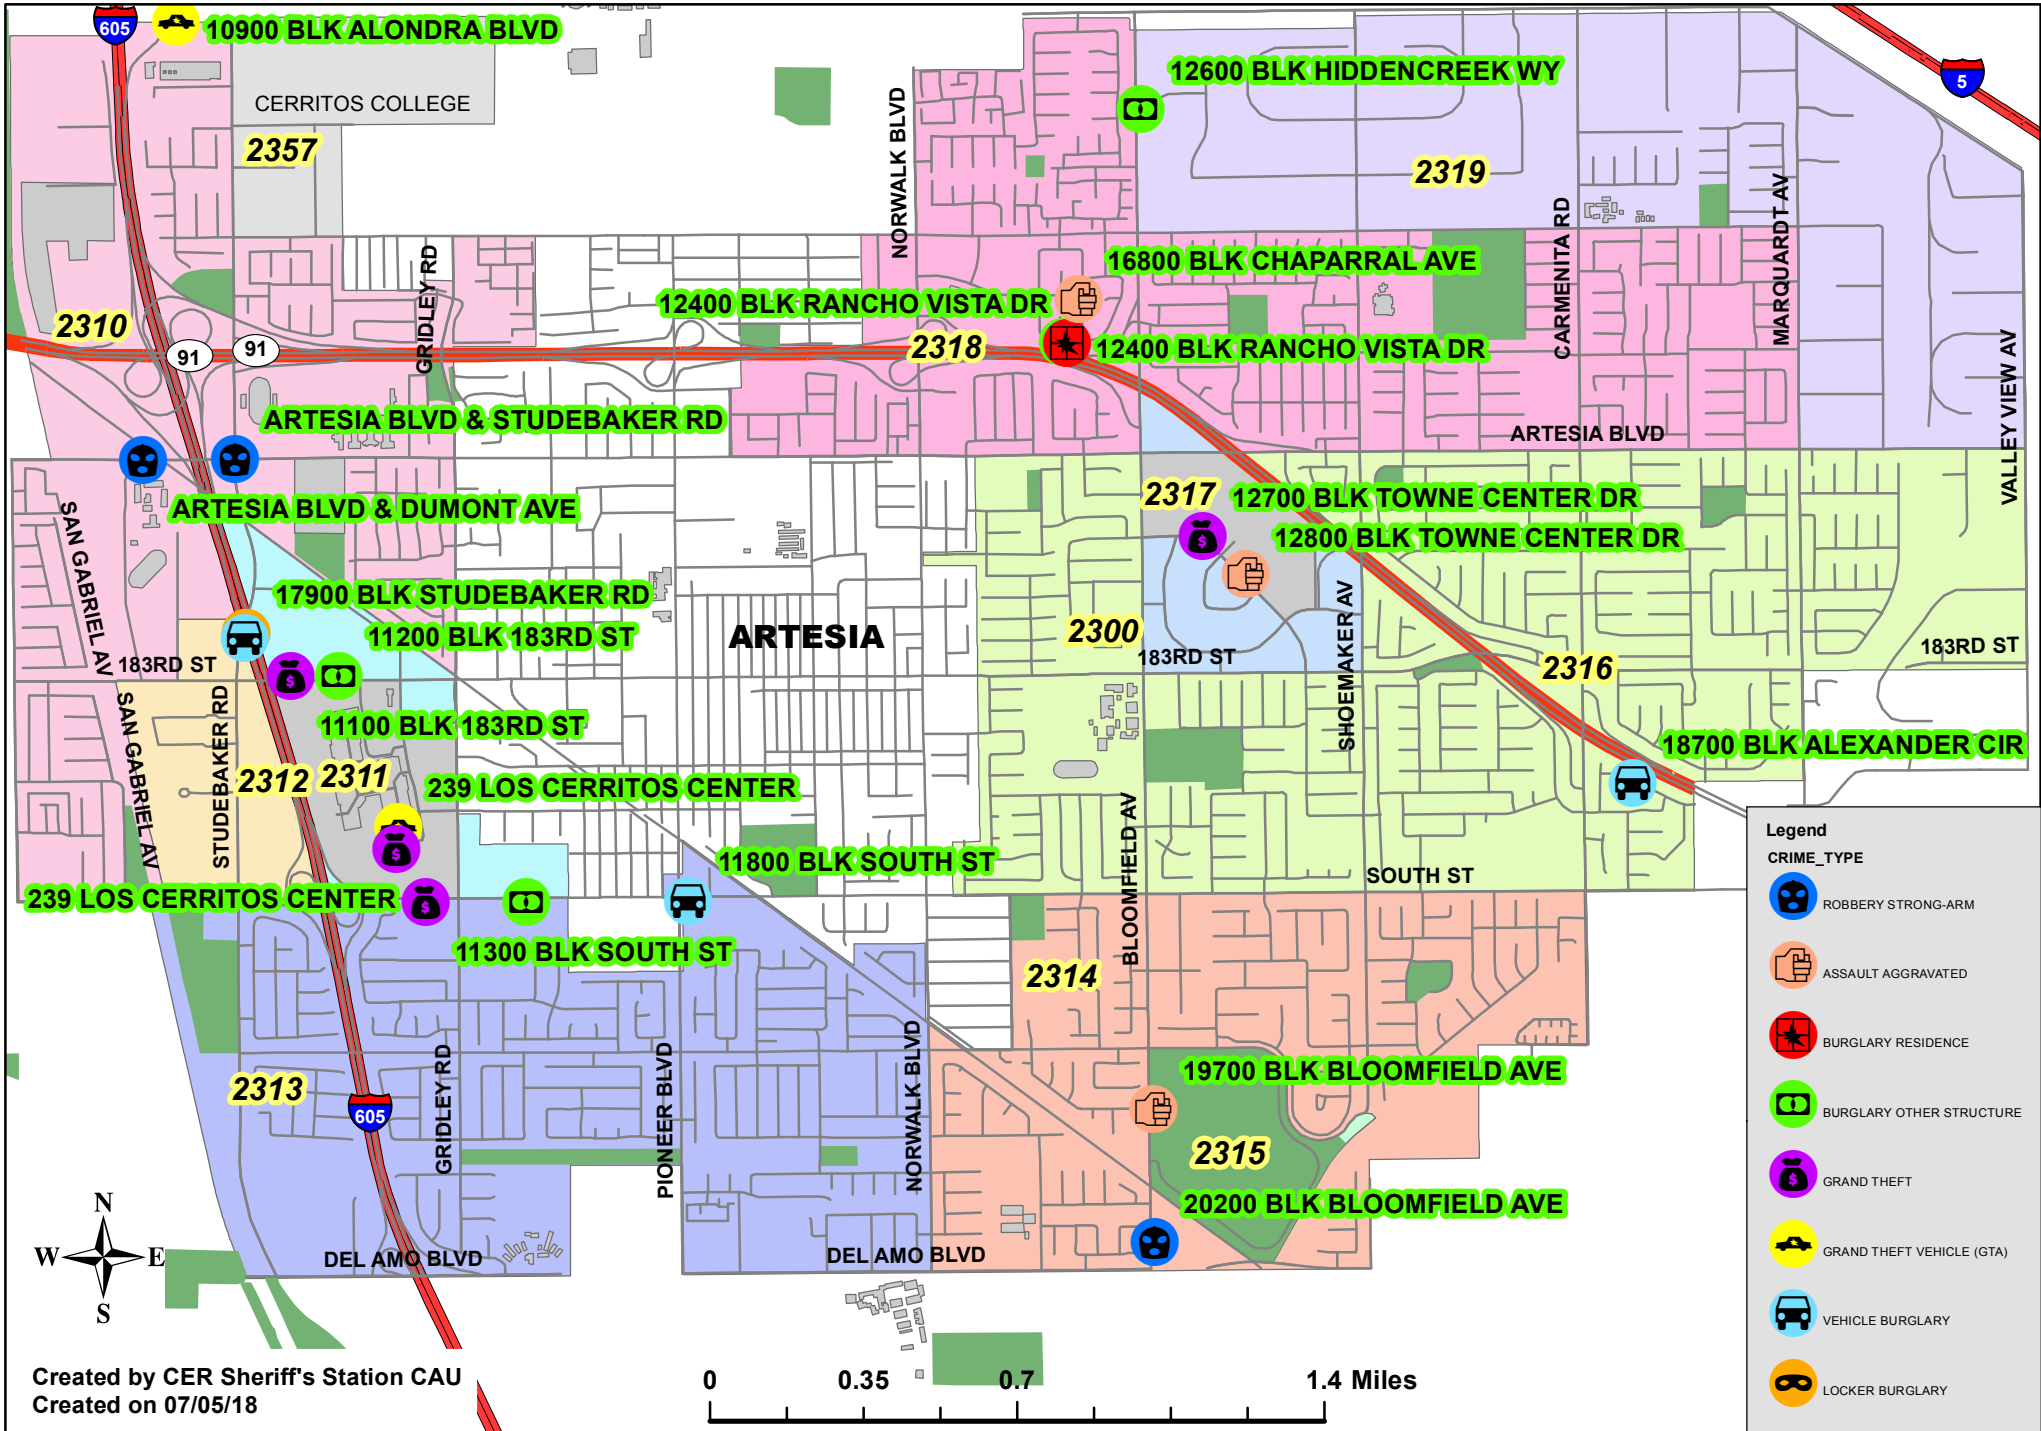 605
10900 BLK ALONDRA BLVD
CERRITOS COLLEGE
2357
NORWALK BLVD
12600 BLK HIDDENCREEK WY
5
2319
MARQUARDT AV
CARMENITA RD
GRIDLEY RD
16800 BLK CHAPARRAL AVE
12400 BLK RANCHO VISTA DR
2310
91
91
2318
12400 BLK RANCHO VISTA DR
VALLEY VIEW AV
ARTESIA BLVD & STUDEBAKER RD
ARTESIA BLVD
ARTESIA BLVD & DUMONT AVE
2317
12700 BLK TOWNE CENTER DR
12800 BLK TOWNE CENTER DR
SAN GABRIEL AV
17900 BLK STUDEBAKER RD
11200 BLK 183RD ST
ARTESIA
2300
183RD ST
183RD ST
SHOEMAKER AV
2316
183RD ST
SAN GABRIEL AV
STUDEBAKER RD
11100 BLK 183RD ST
18700 BLK ALEXANDER CIR
2312
2311
239 LOS CERRITOS CENTER
BLOOMFIELD AV
11800 BLK SOUTH ST
SOUTH ST
239 LOS CERRITOS CENTER
11300 BLK SOUTH ST
2314
2313
605
GRIDLEY RD
PIONEER BLVD
NORWALK BLVD
19700 BLK BLOOMFIELD AVE
2315
20200 BLK BLOOMFIELD AVE
DEL AMO BLVD
DEL AMO BLVD
N
W
E
S
Legend
CRIME_TYPE
ROBBERY STRONG-ARM
ASSAULT AGGRAVATED
BURGLARY RESIDENCE
BURGLARY OTHER STRUCTURE
$ GRAND THEFT
GRAND THEFT VEHICLE (GTA)
VEHICLE BURGLARY
LOCKER BURGLARY
Created by CER Sheriff's Station CAU
Created on 07/05/18
0 0.35 0.7 1.4 Miles